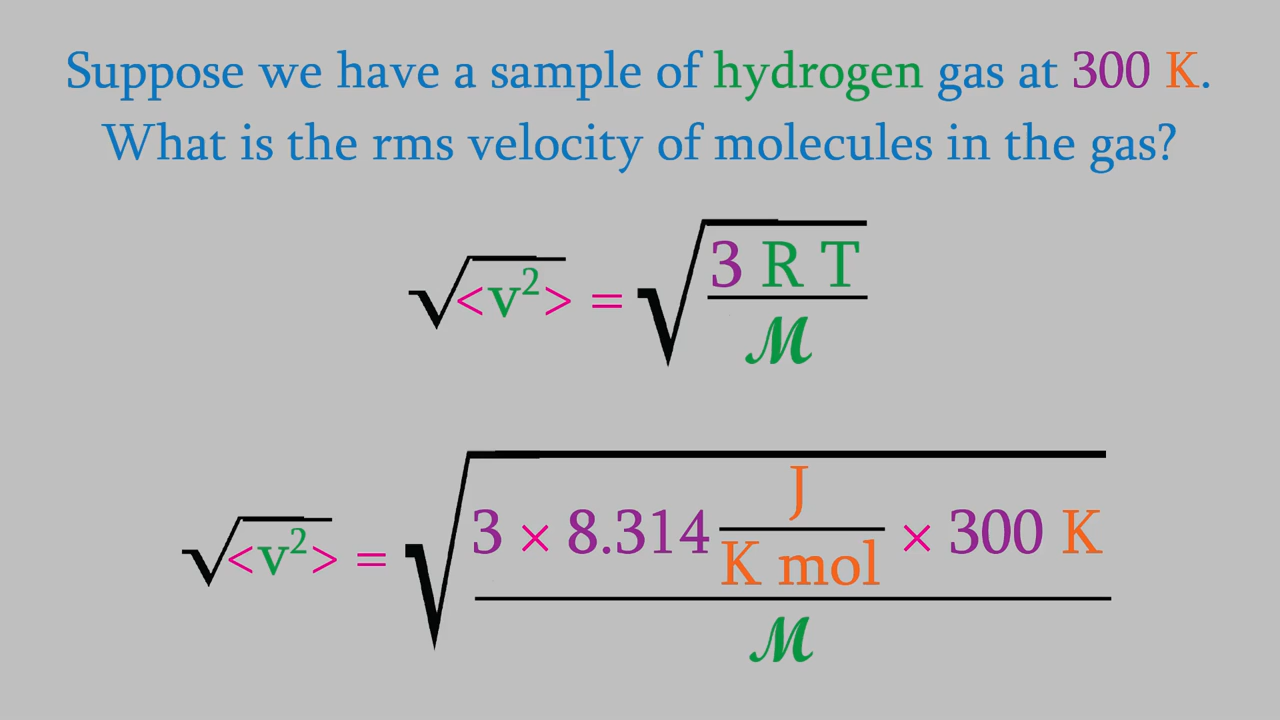 Suppose we have a sample of hydrogen gas at 300 K.
What is the rms velocity of molecules in the gas?
√<v²> = √(3 R T / ℳ)
√<v²> = √(3 × 8.314 J / K mol × 300 K / ℳ)